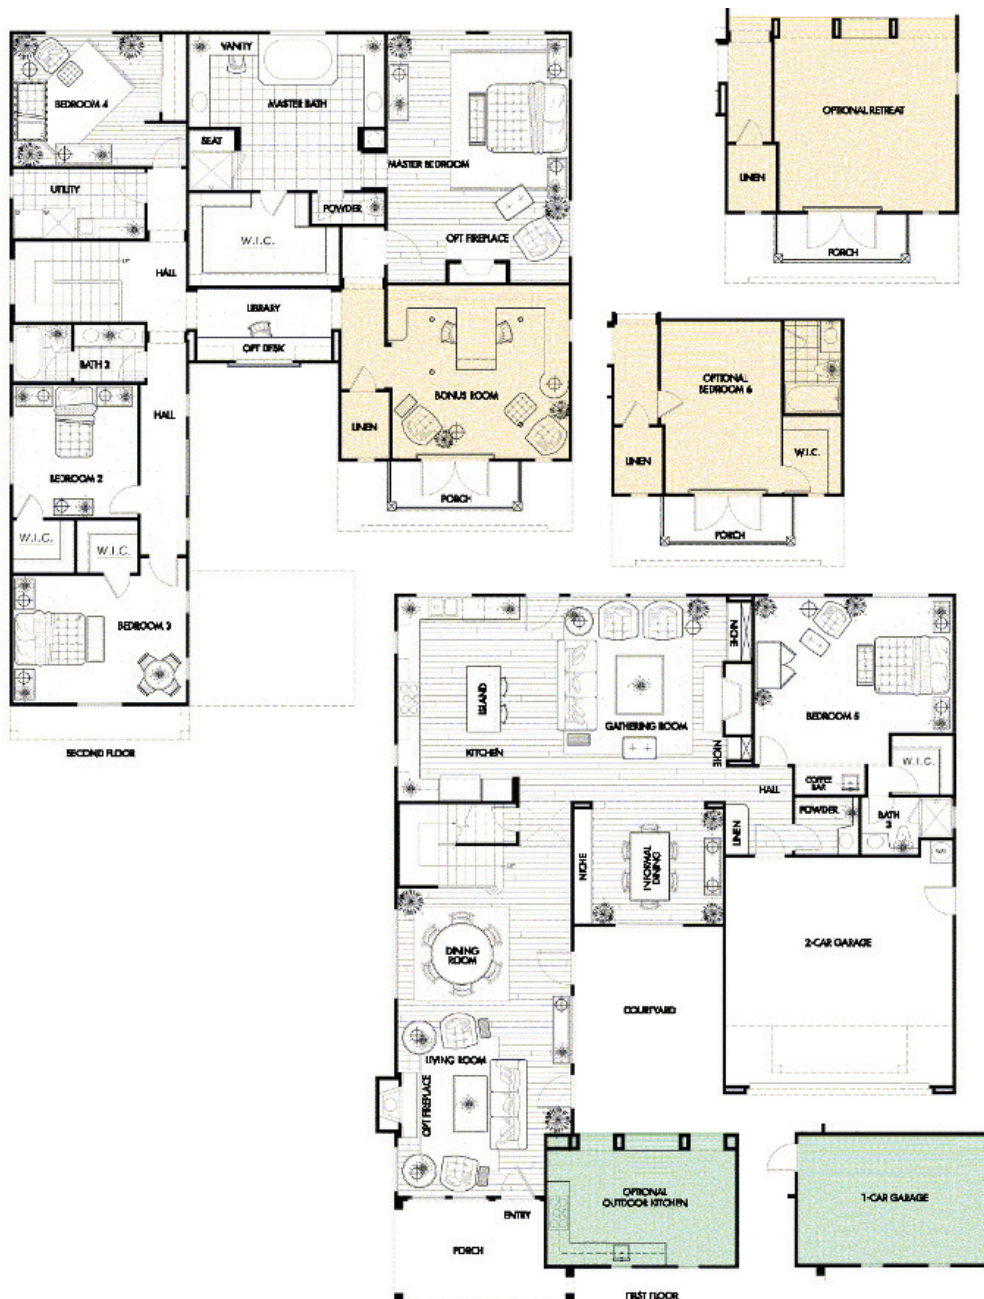 VANITY
BEDROOM 4
MASTER BATH
SEAT
MASTER BEDROOM
UTILITY
POWDER
W.I.C.
OPT FIREPLACE
UP
HALL
LIBRARY
OPT DESK
BATH 2
HALL
BONUS ROOM
LINEN
BEDROOM 2
PORCH
W.I.C.
W.I.C.
BEDROOM 3
SECOND FLOOR
OPTIONAL RETREAT
LINEN
PORCH
OPTIONAL
BEDROOM 6
LINEN
W.I.C.
PORCH
NICHE
ISLAND
GATHERING ROOM
BEDROOM 5
KITCHEN
NICHE
W.I.C.
HALL
COFFEE
BAR
POWDER
BATH
3
LINEN
UP
NICHE
INFORMAL
DINING
DINING
ROOM
2-CAR GARAGE
COURTYARD
LIVING ROOM
OPT FIREPLACE
OPTIONAL
OUTDOOR KITCHEN
1-CAR GARAGE
ENTRY
PORCH
FIRST FLOOR